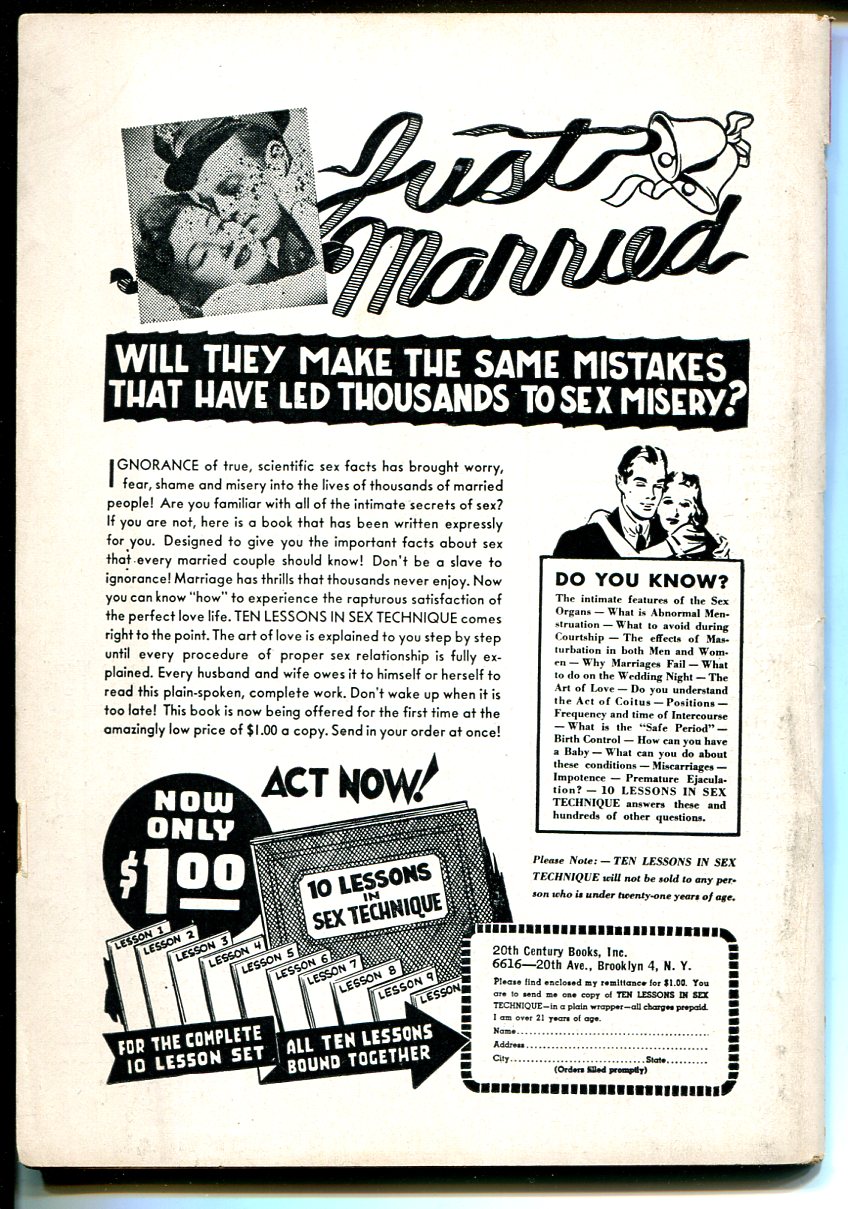 Just
Married
WILL THEY MAKE THE SAME MISTAKES
THAT HAVE LED THOUSANDS TO SEX MISERY?
IGNORANCE of true, scientific sex facts has brought worry,
fear, shame and misery into the lives of thousands of married
people! Are you familiar with all of the intimate secrets of sex?
If you are not, here is a book that has been written expressly
for you. Designed to give you the important facts about sex
that every married couple should know! Don't be a slave to
ignorance! Marriage has thrills that thousands never enjoy. Now
you can know "how" to experience the rapturous satisfaction of
the perfect love life. TEN LESSONS IN SEX TECHNIQUE comes
right to the point. The art of love is explained to you step by step
until every procedure of proper sex relationship is fully ex-
plained. Every husband and wife owes it to himself or herself to
read this plain-spoken, complete work. Don't wake up when it is
too late! This book is now being offered for the first time at the
amazingly low price of $1.00 a copy. Send in your order at once!
DO YOU KNOW?
The intimate features of the Sex
Organs — What is Abnormal Men-
struation — What to avoid during
Courtship — The effects of Mas-
turbation in both Men and Wom-
en — Why Marriages Fail — What
to do on the Wedding Night — The
Art of Love — Do you understand
the Act of Coitus — Positions —
Frequency and time of Intercourse
— What is the "Safe Period" —
Birth Control — How can you have
a Baby — What can you do about
these conditions — Miscarriages —
Impotence — Premature Ejacula-
tion? — 10 LESSONS IN SEX
TECHNIQUE answers these and
hundreds of other questions.
Please Note: — TEN LESSONS IN SEX
TECHNIQUE will not be sold to any per-
son who is under twenty-one years of age.
ACT NOW!
NOW
ONLY
$1.00
10 LESSONS
IN
SEX TECHNIQUE
LESSON 1
LESSON 2
LESSON 3
LESSON 4
LESSON 5
LESSON 6
LESSON 7
LESSON 8
LESSON 9
LESSON
FOR THE COMPLETE
10 LESSON SET
ALL TEN LESSONS
BOUND TOGETHER
20th Century Books, Inc.
6616—20th Ave., Brooklyn 4, N. Y.
Please find enclosed my remittance for $1.00. You
are to send me one copy of TEN LESSONS IN SEX
TECHNIQUE—in a plain wrapper—all charges prepaid.
I am over 21 years of age.
Name
Address
City State
(Orders filled promptly)